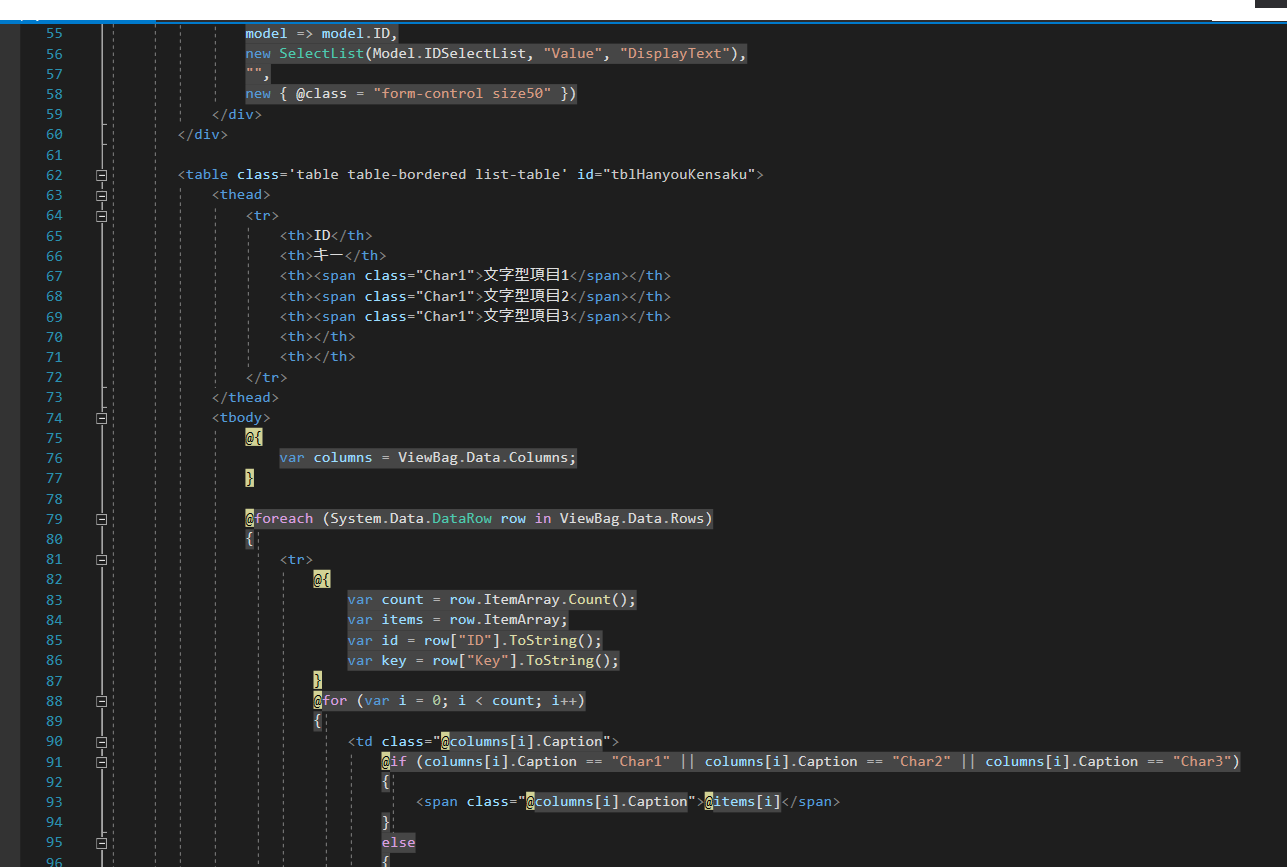 55 model => model.ID,
56 new SelectList(Model.IDSelectList, "Value", "DisplayText"),
57 "",
58 new { @class = "form-control size50" })
59 </div>
60 </div>
61
62 <table class='table table-bordered list-table' id="tblHanyouKensaku">
63 <thead>
64 <tr>
65 <th>ID</th>
66 <th>キー</th>
67 <th><span class="Char1">文字型項目1</span></th>
68 <th><span class="Char1">文字型項目2</span></th>
69 <th><span class="Char1">文字型項目3</span></th>
70 <th></th>
71 <th></th>
72 </tr>
73 </thead>
74 <tbody>
75 @{
76 var columns = ViewBag.Data.Columns;
77 }
78
79 @foreach (System.Data.DataRow row in ViewBag.Data.Rows)
80 {
81 <tr>
82 @{
83 var count = row.ItemArray.Count();
84 var items = row.ItemArray;
85 var id = row["ID"].ToString();
86 var key = row["Key"].ToString();
87 }
88 @for (var i = 0; i < count; i++)
89 {
90 <td class="@columns[i].Caption">
91 @if (columns[i].Caption == "Char1" || columns[i].Caption == "Char2" || columns[i].Caption == "Char3")
92 {
93 <span class="@columns[i].Caption">@items[i]</span>
94 }
95 else
96 {